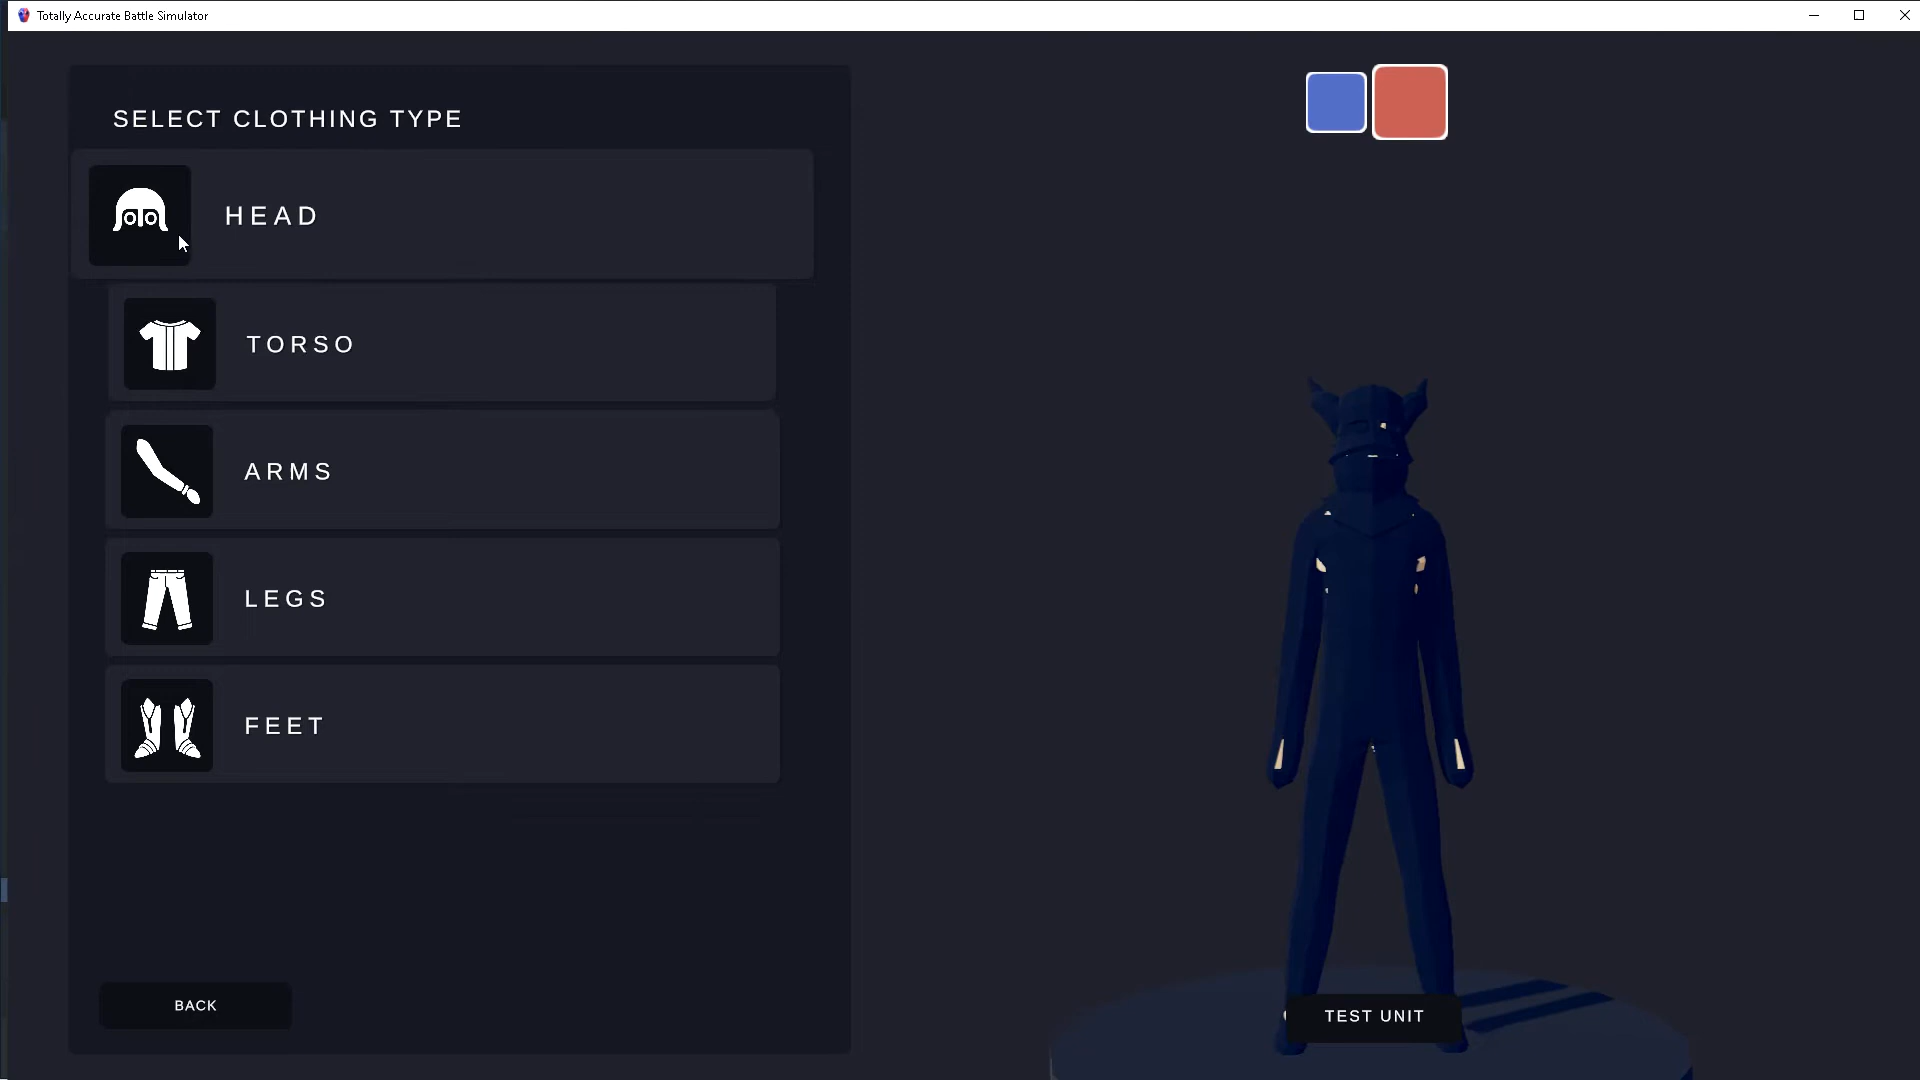 Totally Accurate Battle Simulator
SELECT CLOTHING TYPE
HEAD
TORSO
ARMS
LEGS
FEET
BACK
TEST UNIT